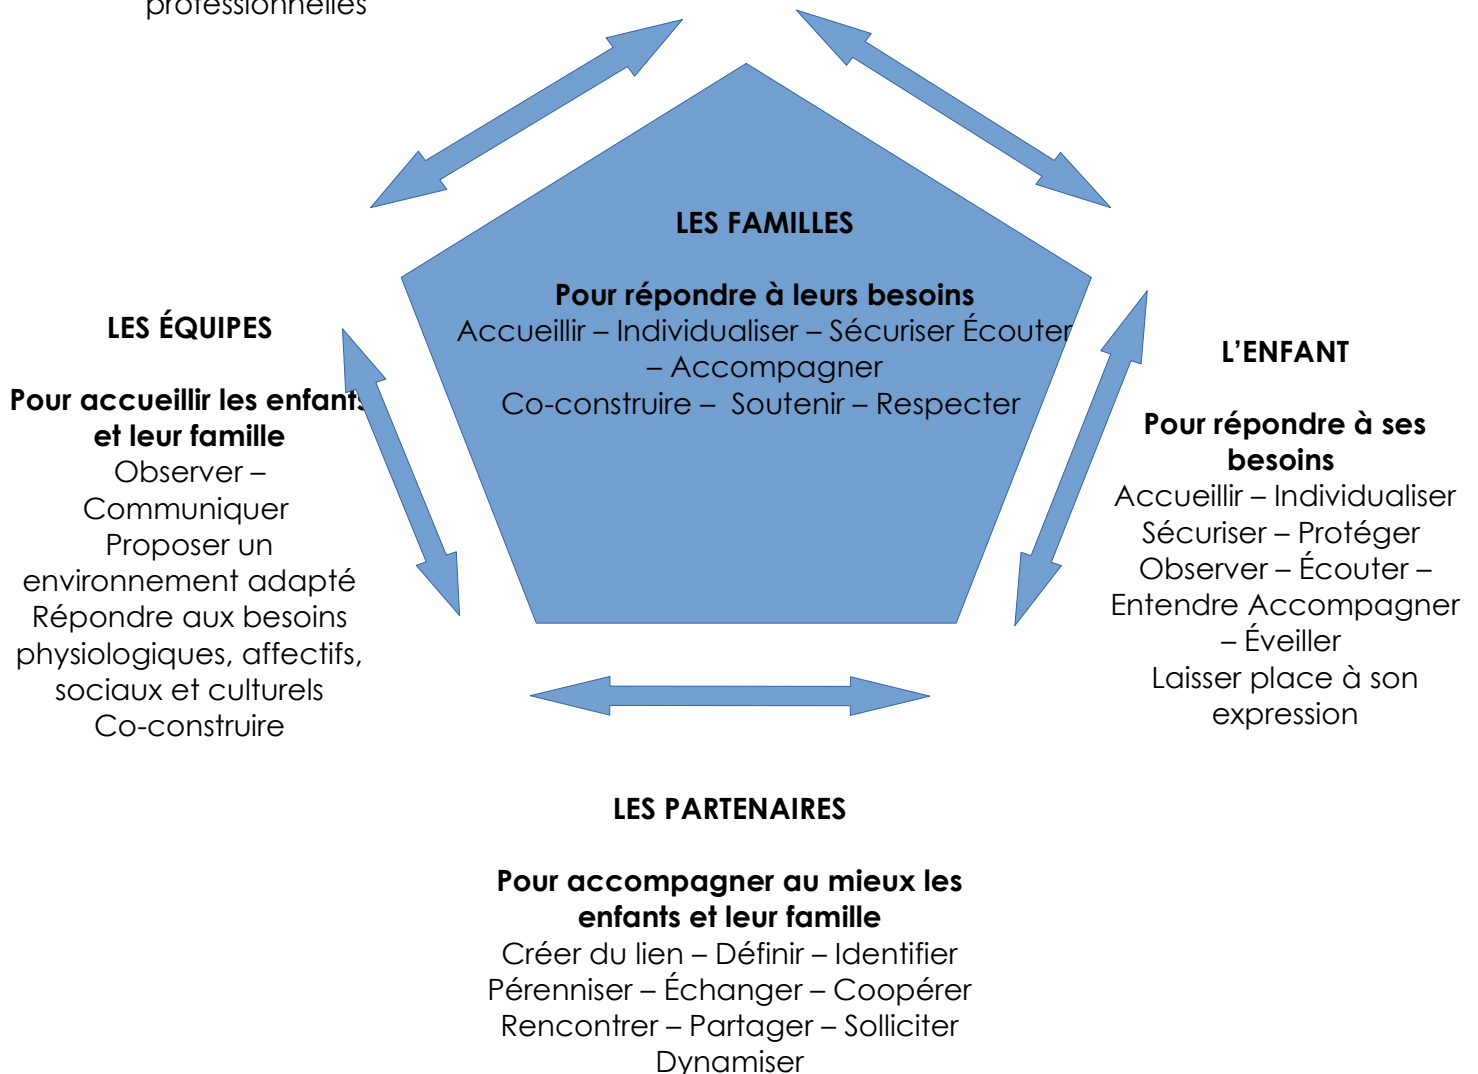 professionnelles
LES FAMILLES
Pour répondre à leurs besoins
Accueillir – Individualiser – Sécuriser Écouter
– Accompagner
Co-construire – Soutenir – Respecter
LES ÉQUIPES
Pour accueillir les enfants
et leur famille
Observer –
Communiquer
Proposer un
environnement adapté
Répondre aux besoins
physiologiques, affectifs,
sociaux et culturels
Co-construire
L’ENFANT
Pour répondre à ses
besoins
Accueillir – Individualiser
Sécuriser – Protéger
Observer – Écouter –
Entendre Accompagner
– Éveiller
Laisser place à son
expression
LES PARTENAIRES
Pour accompagner au mieux les
enfants et leur famille
Créer du lien – Définir – Identifier
Pérenniser – Échanger – Coopérer
Rencontrer – Partager – Solliciter
Dynamiser